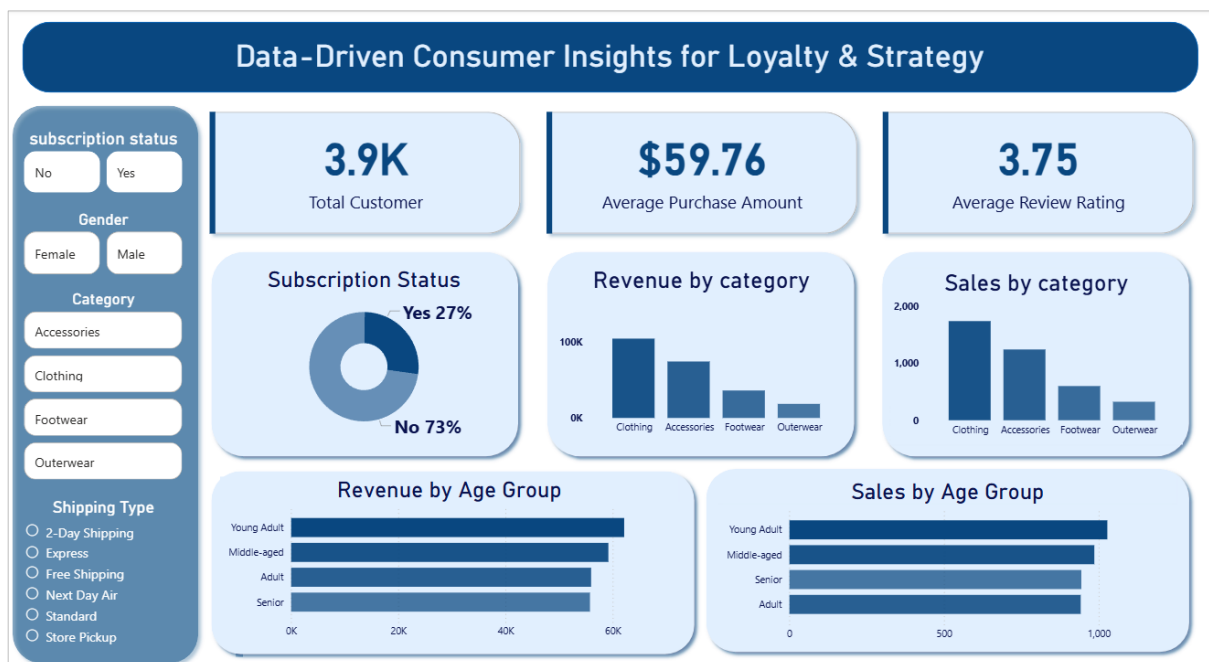 Data-Driven Consumer Insights for Loyalty & Strategy
subscription status
No
Yes
Gender
Female
Male
Category
Accessories
Clothing
Footwear
Outerwear
Shipping Type
2-Day Shipping
Express
Free Shipping
Next Day Air
Standard
Store Pickup
3.9K
Total Customer
$59.76
Average Purchase Amount
3.75
Average Review Rating
Subscription Status
Yes 27%
No 73%
Revenue by category
100K
0K
Clothing Accessories Footwear Outerwear
Sales by category
2,000
1,000
0
Clothing Accessories Footwear Outerwear
Revenue by Age Group
Young Adult
Middle-aged
Adult
Senior
0K 20K 40K 60K
Sales by Age Group
Young Adult
Middle-aged
Senior
Adult
0 500 1,000